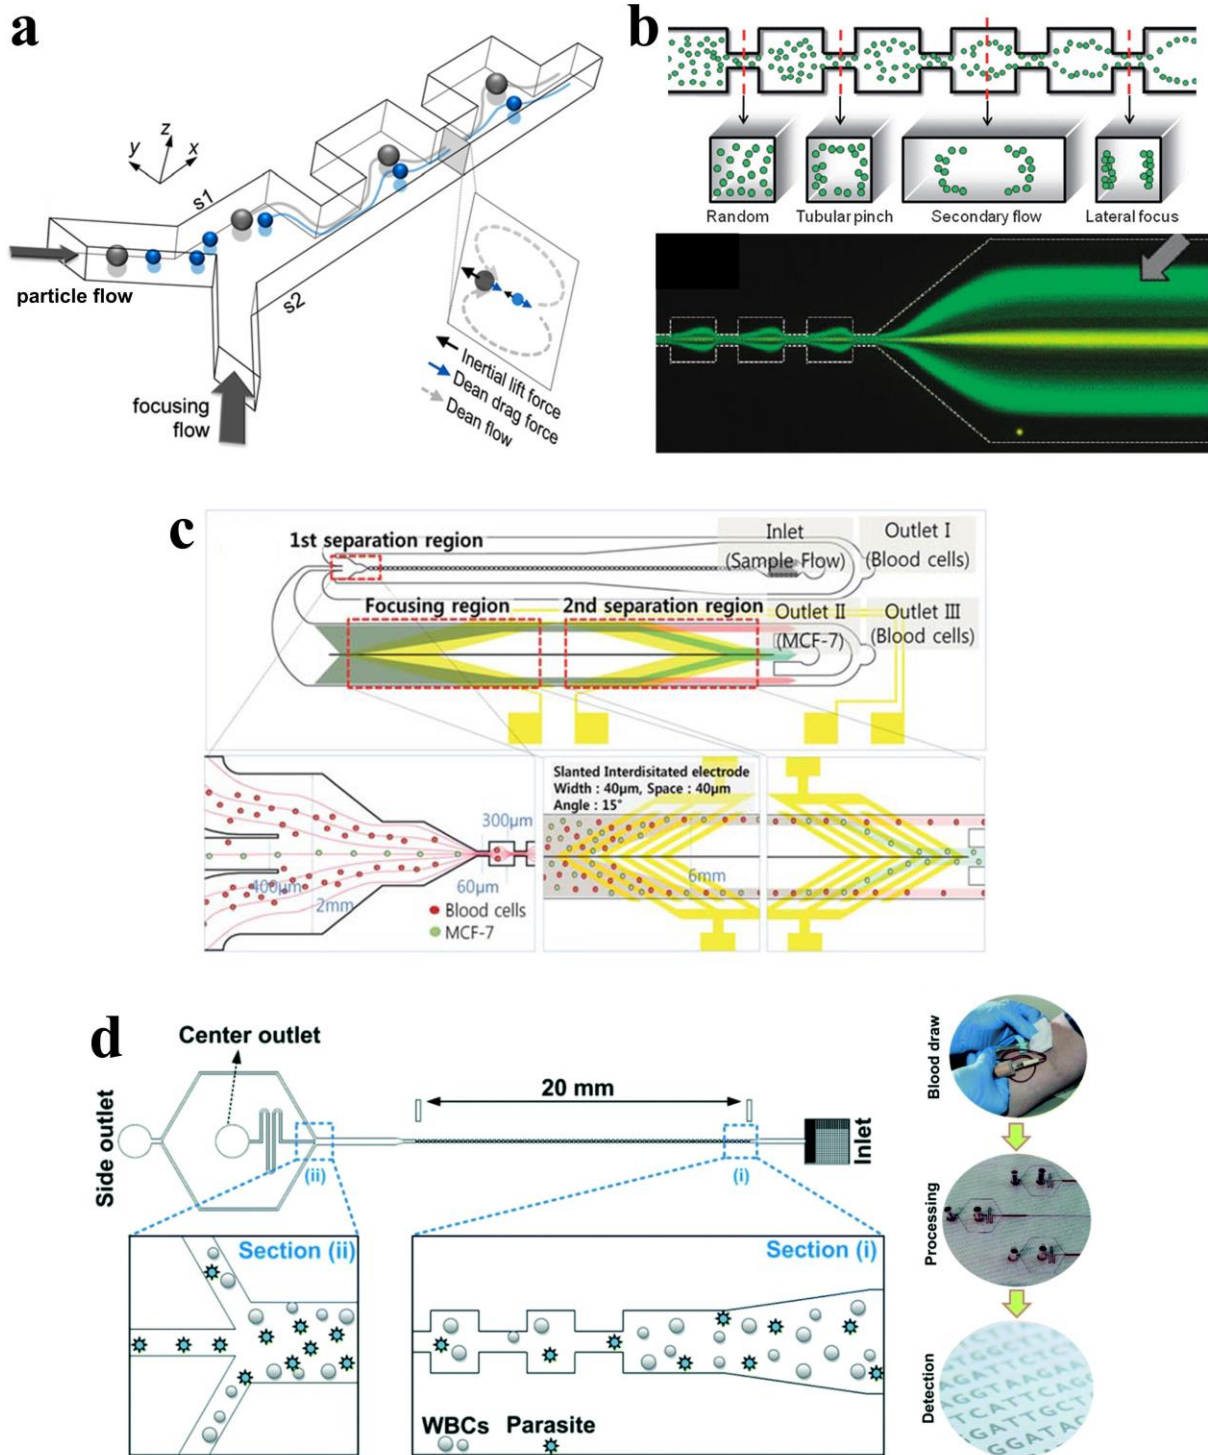 a
z
y
x
s1
particle flow
s2
focusing
flow
Inertial lift force
Dean drag force
Dean flow
b
Random
Tubular pinch
Secondary flow
Lateral focus
c
1st separation region
Inlet
(Sample Flow)
Outlet I
(Blood cells)
Focusing region
2nd separation region
Outlet II
(MCF-7)
Outlet III
(Blood cells)
400µm
2mm
300µm
60µm
Blood cells
MCF-7
Slanted Interdisitated electrode
Width : 40µm, Space : 40µm
Angle : 15°
6mm
d
Center outlet
Side outlet
20 mm
Inlet
(ii)
(i)
Section (ii)
Section (i)
WBCs
Parasite
Blood draw
Processing
Detection